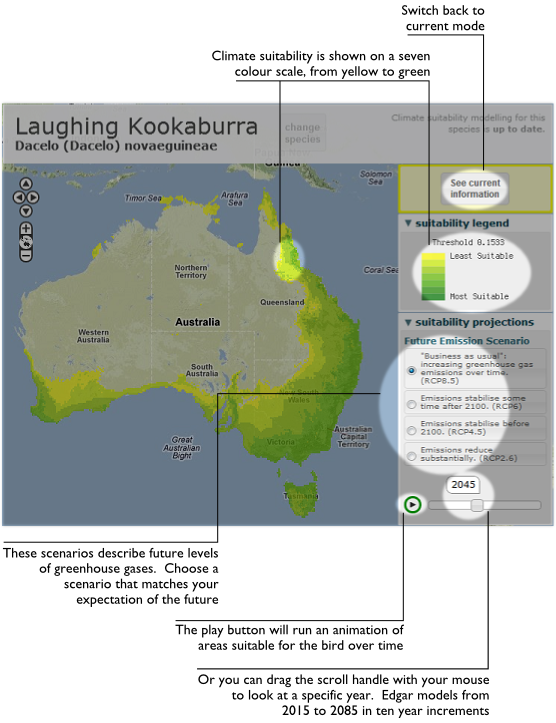 Switch back to
current mode
Climate suitability is shown on a seven
colour scale, from yellow to green
Laughing Kookaburra
Dacelo (Dacelo) novaeguineae
change
species
Climate suitability modelling for this
species is up to date.
Guinea
Solomon
Sea
Timor Sea
Arafura
Sea
Coral Sea
Northern
Territory
Queensland
Australia
Western
Australia
South
Australia
New South
Wales
Great
Australian
Bight
Victoria
Australian
Capital
Territory
Tasmania
See current
information
▼ suitability legend
Threshold 0.1533
Least Suitable
Most Suitable
▼ suitability projections
Future Emission Scenario
"Business as usual":
increasing greenhouse gas
emissions over time.
(RCP8.5)
Emissions stabilise some
time after 2100. (RCP6)
Emissions stabilise before
2100. (RCP4.5)
Emissions reduce
substantially. (RCP2.6)
2045
These scenarios describe future levels
of greenhouse gases. Choose a
scenario that matches your
expectation of the future
The play button will run an animation of
areas suitable for the bird over time
Or you can drag the scroll handle with your mouse
to look at a specific year. Edgar models from
2015 to 2085 in ten year increments